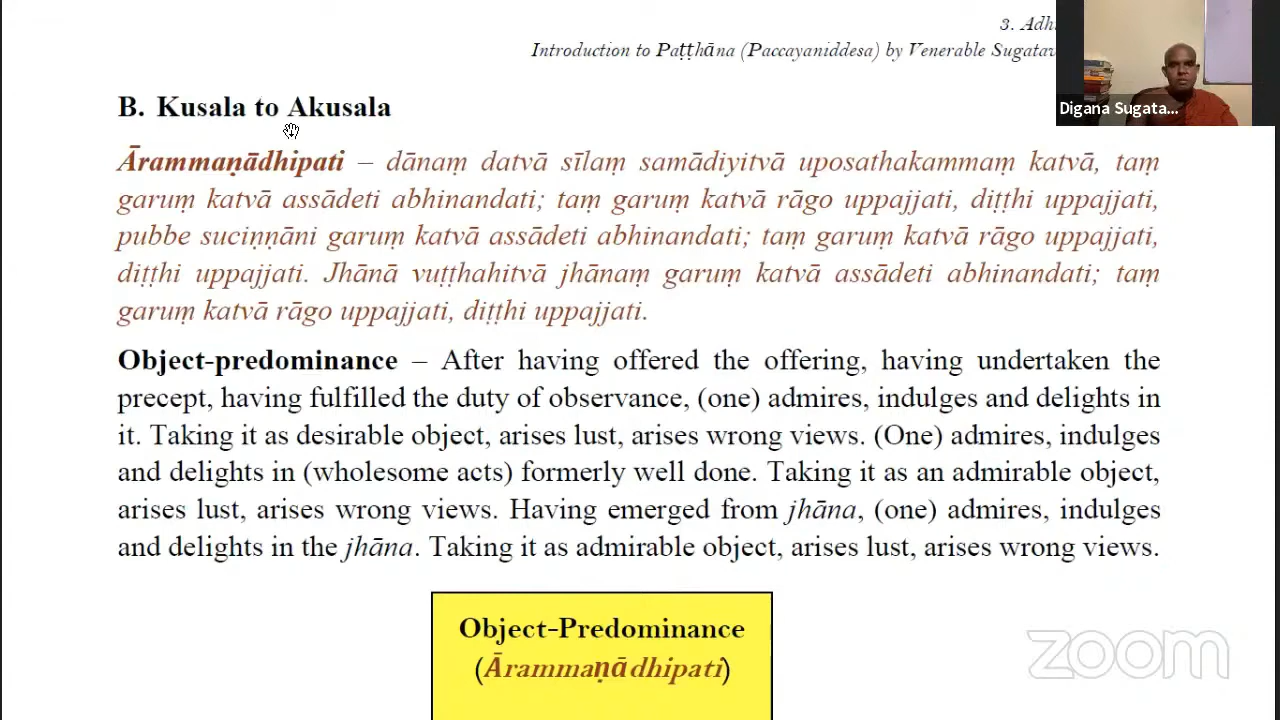 3. Adh
Introduction to Paṭṭhāna (Paccayaniddesa) by Venerable Sugatav
Digana Sugata...
B. Kusala to Akusala
Ārammaṇādhipati – dānaṃ datvā sīlaṃ samādiyitvā uposathakammaṃ katvā, taṃ
garuṃ katvā assādeti abhinandati; taṃ garuṃ katvā rāgo uppajjati, diṭṭhi uppajjati,
pubbe suciṇṇāni garuṃ katvā assādeti abhinandati; taṃ garuṃ katvā rāgo uppajjati,
diṭṭhi uppajjati. Jhānā vuṭṭhahitvā jhānaṃ garuṃ katvā assādeti abhinandati; taṃ
garuṃ katvā rāgo uppajjati, diṭṭhi uppajjati.
Object-predominance – After having offered the offering, having undertaken the
precept, having fulfilled the duty of observance, (one) admires, indulges and delights in
it. Taking it as desirable object, arises lust, arises wrong views. (One) admires, indulges
and delights in (wholesome acts) formerly well done. Taking it as an admirable object,
arises lust, arises wrong views. Having emerged from jhāna, (one) admires, indulges
and delights in the jhāna. Taking it as admirable object, arises lust, arises wrong views.
Object-Predominance
(Ārammaṇādhipati)
zoom